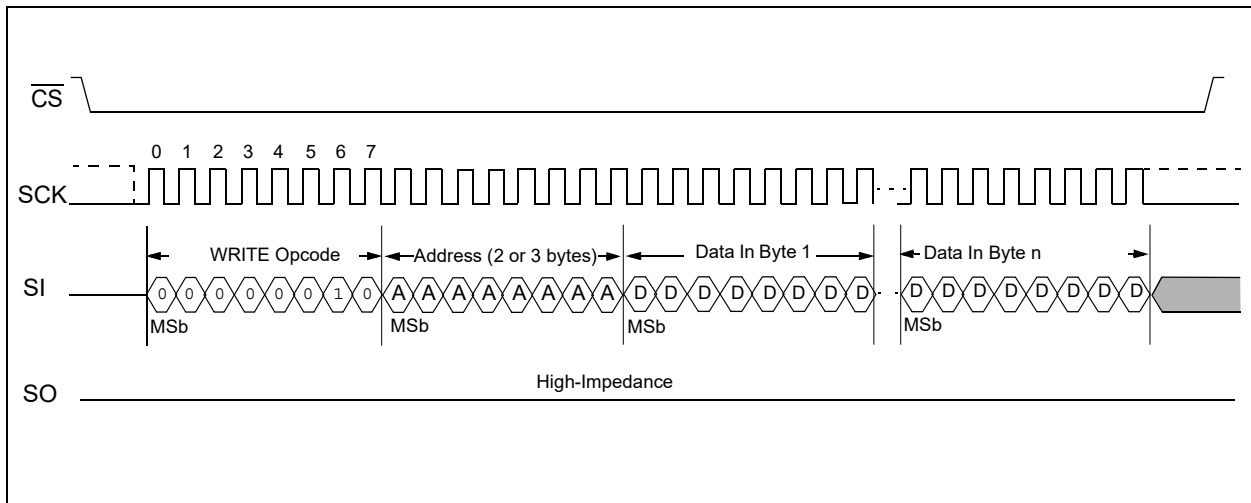 CS
0 1 2 3 4 5 6 7
SCK
WRITE Opcode Address (2 or 3 bytes) Data In Byte 1 Data In Byte n
SI 0 0 0 0 0 0 1 0 A A A A A A A A D D D D D D D D D D D D D D D D
MSb MSb MSb MSb
High-Impedance
SO